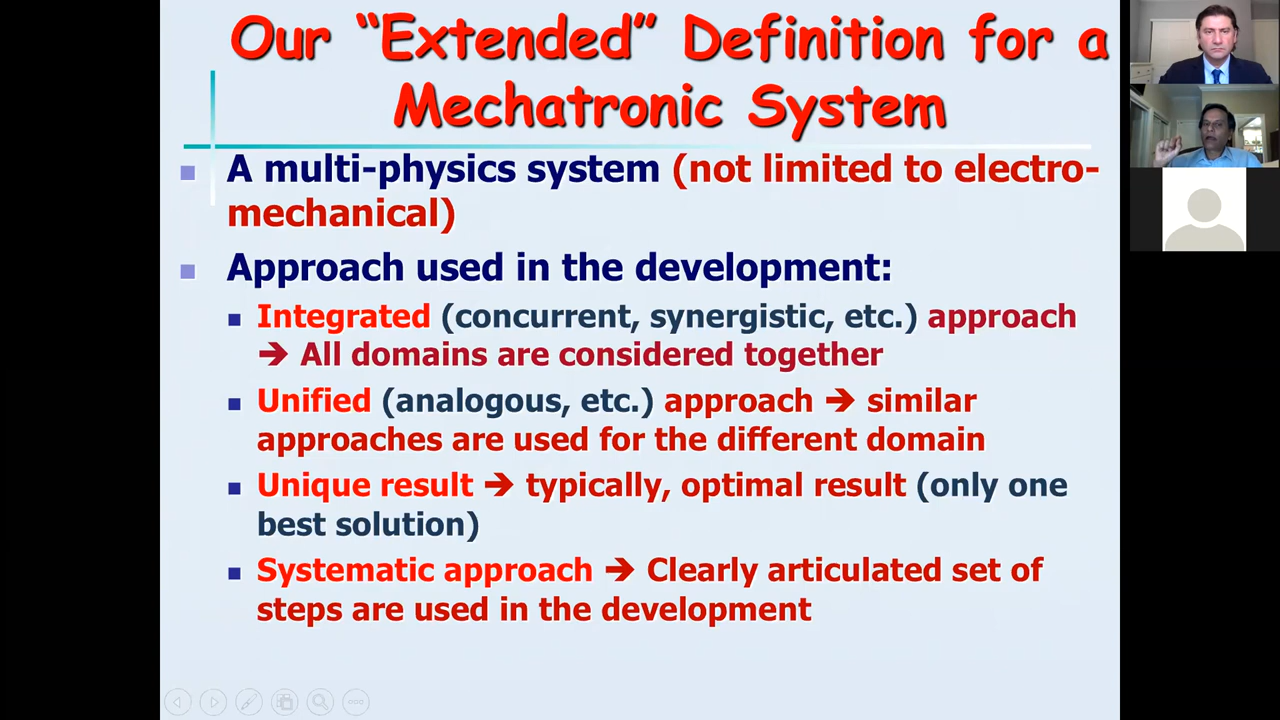 Our “Extended” Definition for a
Mechatronic System
A multi-physics system (not limited to electro-
mechanical)
Approach used in the development:
Integrated (concurrent, synergistic, etc.) approach
➔ All domains are considered together
Unified (analogous, etc.) approach ➔ similar
approaches are used for the different domain
Unique result ➔ typically, optimal result (only one
best solution)
Systematic approach ➔ Clearly articulated set of
steps are used in the development